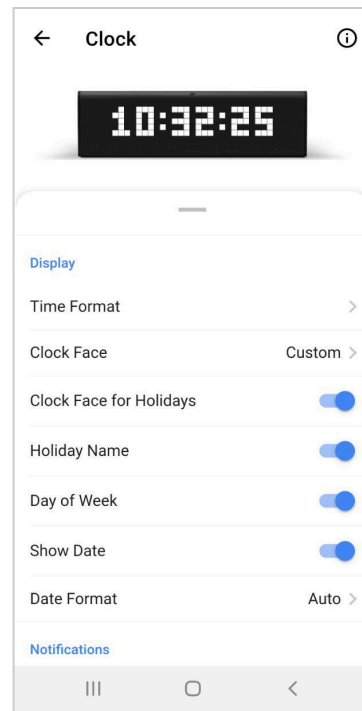 Clock
10:32:25
Display
Time Format
Clock Face Custom
Clock Face for Holidays
Holiday Name
Day of Week
Show Date
Date Format Auto
Notifications